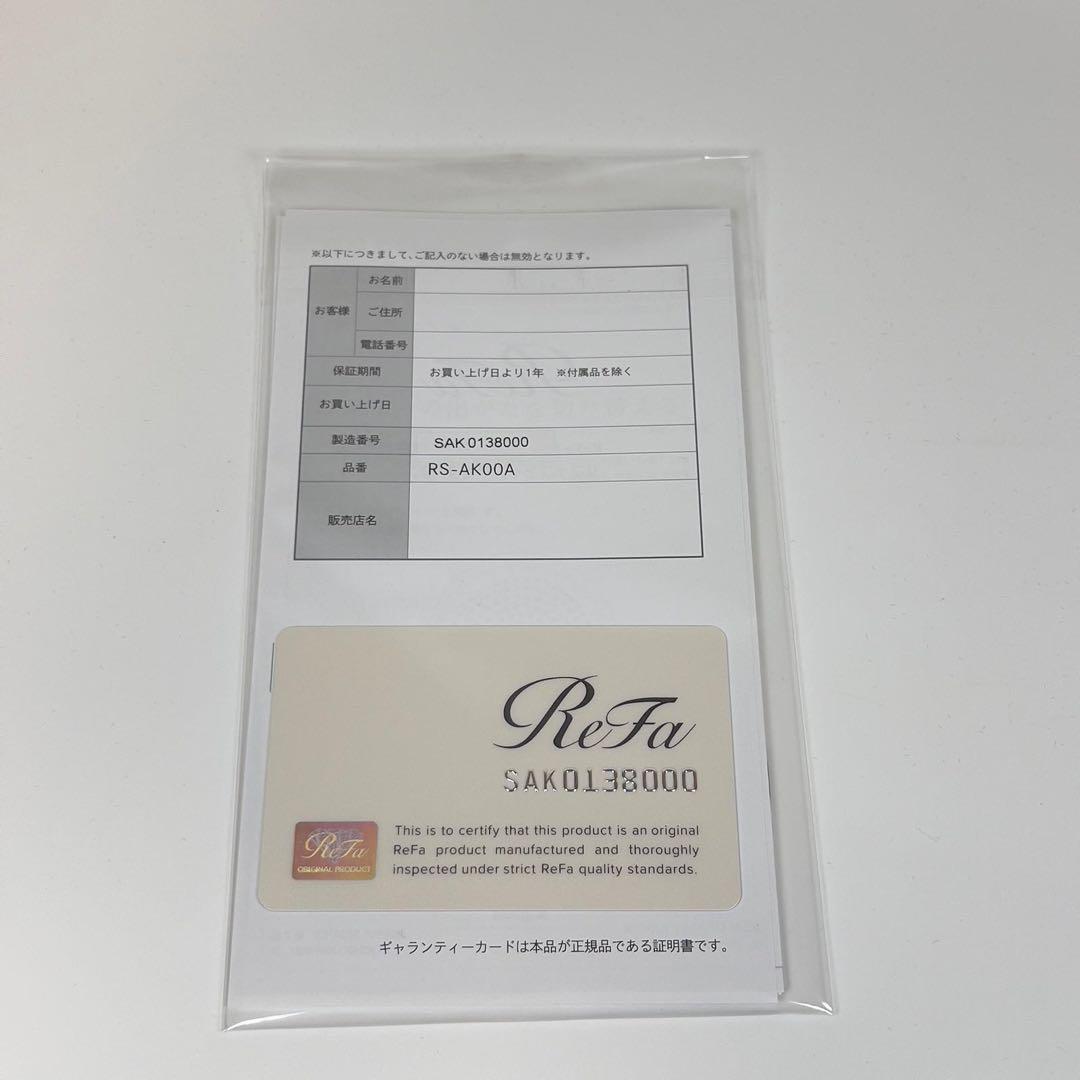 ※以下につきまして、ご記入のない場合は無効となります。
お客様
お名前
ご住所
電話番号
保証期間 お買い上げ日より1年 ※付属品を除く
お買い上げ日
製造番号 SAK0138000
品番 RS-AK00A
販売店名
ReFa
SAK0138000
ReFa
ORIGINAL PRODUCT
This is to certify that this product is an original
ReFa product manufactured and thoroughly
inspected under strict ReFa quality standards.
ギャランティーカードは本品が正規品である証明書です。